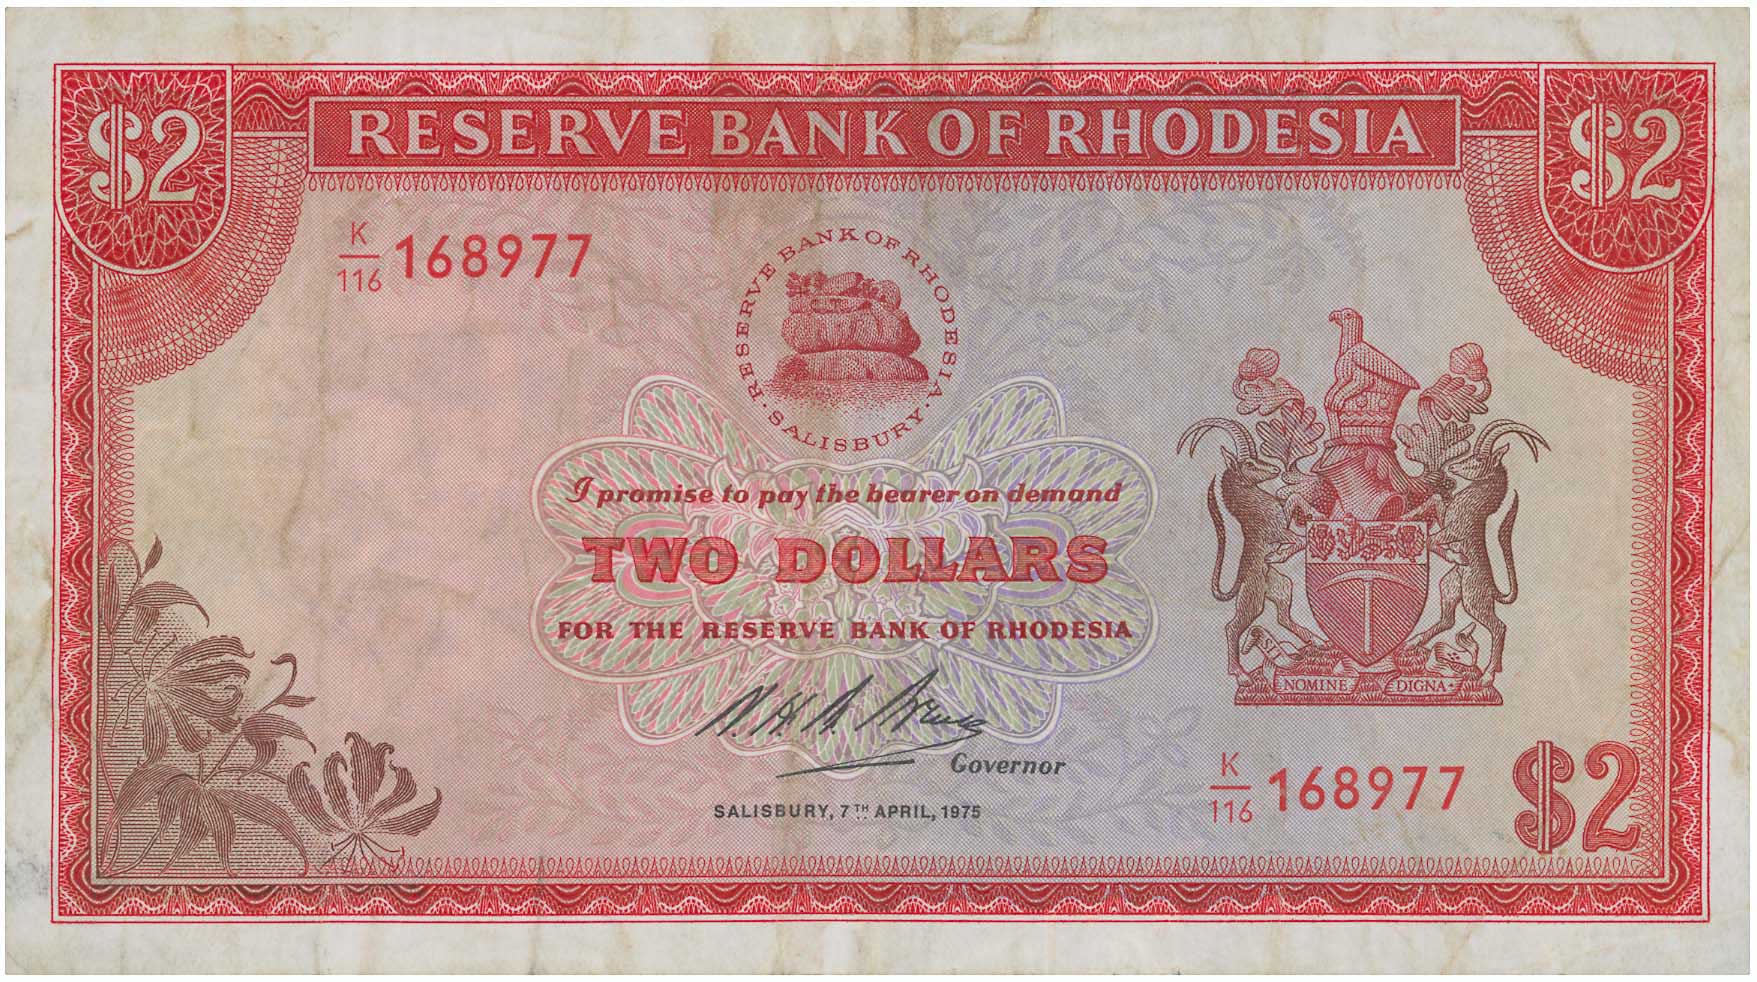 $2
RESERVE BANK OF RHODESIA
$2
K/116 168977
RESERVE BANK OF RHODESIA
· SALISBURY ·
I promise to pay the bearer on demand
TWO DOLLARS
FOR THE RESERVE BANK OF RHODESIA
NOMINE DIGNA
Governor
SALISBURY, 7TH APRIL, 1975
K/116 168977
$2